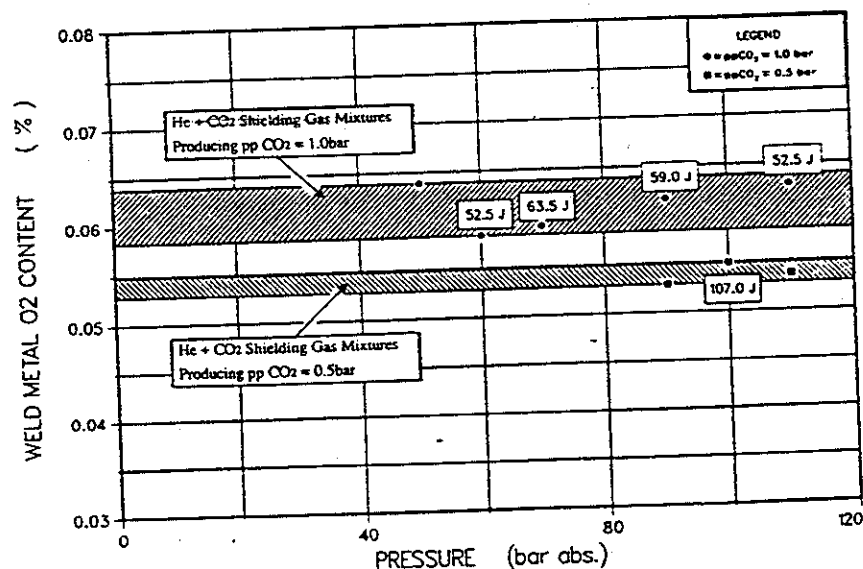 0.08
0.07
0.06
0.05
0.04
0.03
WELD METAL O2 CONTENT (%)
LEGEND
● = ppCO2 = 1.0 bar
■ = ppCO2 = 0.5 bar
He + CO2 Shielding Gas Mixtures
Producing pp CO2 = 1.0bar
52.5 J
63.5 J
59.0 J
52.5 J
107.0 J
He + CO2 Shielding Gas Mixtures
Producing pp CO2 = 0.5bar
0
40
80
120
PRESSURE (bar abs.)